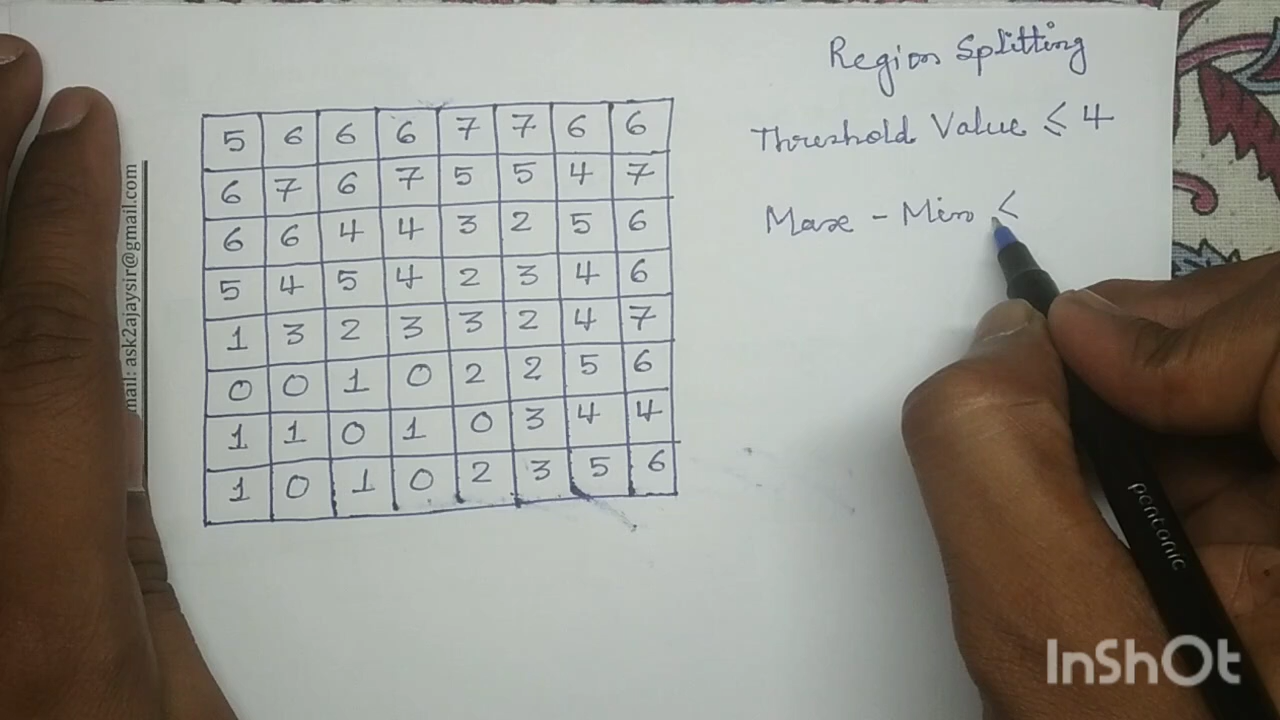 Region Splitting
Threshold Value ≤ 4
Max - Min <
5 6 6 6 7 7 6 6
6 7 6 7 5 5 4 7
6 6 4 4 3 2 5 6
5 4 5 4 2 3 4 6
1 3 2 3 3 2 4 7
0 0 1 0 2 2 5 6
1 1 0 1 0 3 4 4
1 0 1 0 2 3 5 6
mail: ask2ajaysir@gmail.com
pentonic
InShOt